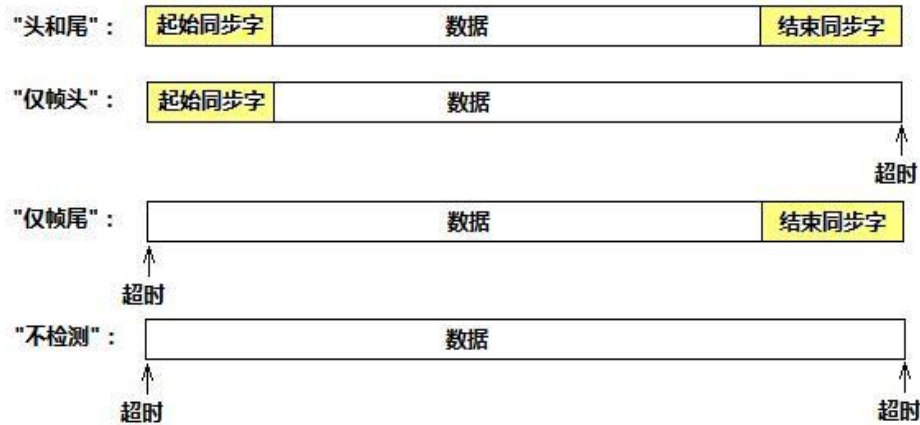 "头和尾"： 起始同步字 数据 结束同步字
"仅帧头"： 起始同步字 数据
超时
"仅帧尾"： 数据 结束同步字
超时
"不检测"： 数据
超时 超时